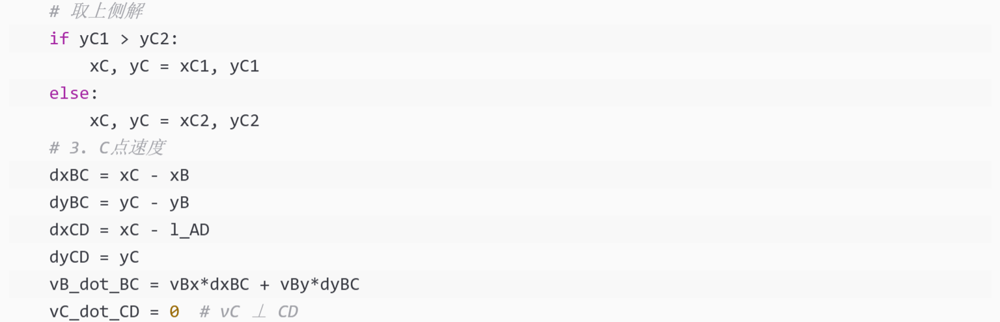 # 取上侧解
if yC1 > yC2:
    xC, yC = xC1, yC1
else:
    xC, yC = xC2, yC2
# 3. C点速度
dxBC = xC - xB
dyBC = yC - yB
dxCD = xC - l_AD
dyCD = yC
vB_dot_BC = vBx*dxBC + vBy*dyBC
vC_dot_CD = 0  # vC ⊥ CD